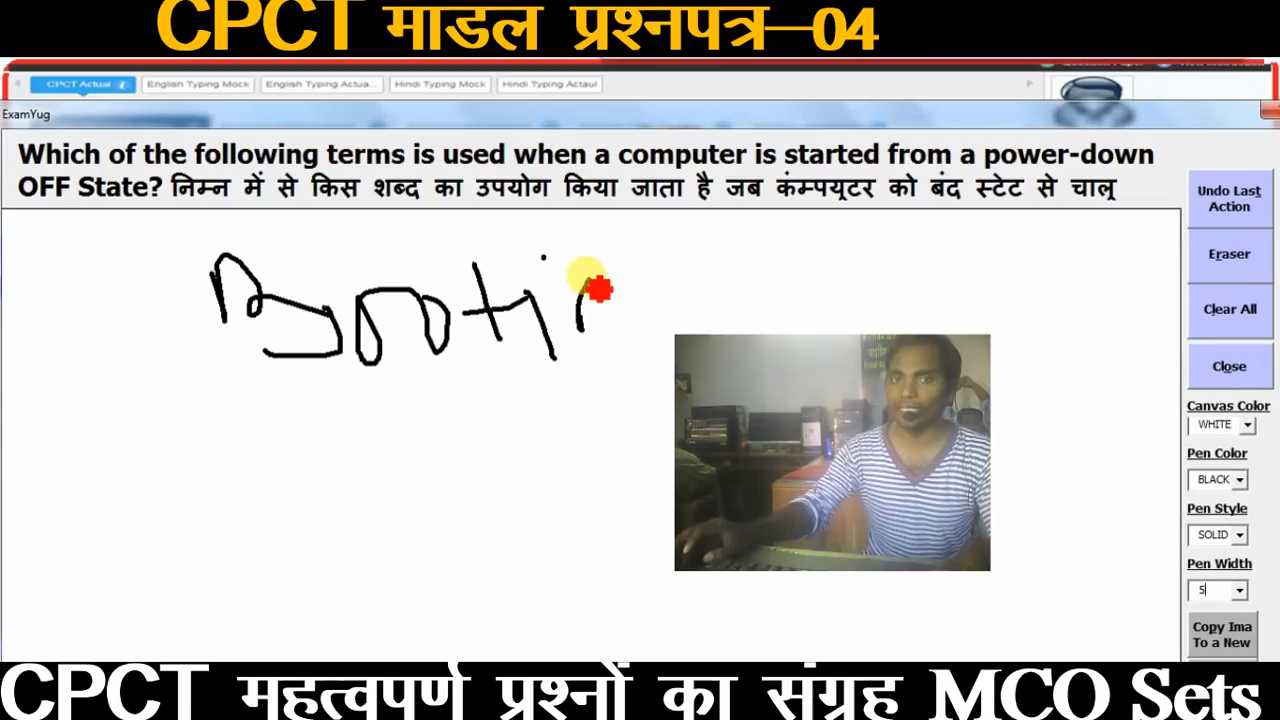 CPCT माडल प्रश्नपत्र—04
CPCT Actual i English Typing Mock English Typing Actua... Hindi Typing Mock Hindi Typing Actaul
ExamYug
Which of the following terms is used when a computer is started from a power-down
OFF State? निम्न में से किस शब्द का उपयोग किया जाता है जब कंम्पयूटर को बंद स्टेट से चालू
Undo Last
Action
Eraser
Clear All
Close
Canvas Color
WHITE
Pen Color
BLACK
Pen Style
SOLID
Pen Width
5
Copy Ima
To a New
Booti
CPCT महत्वपर्ण प्रश्नों का संग्रह MCQ Sets